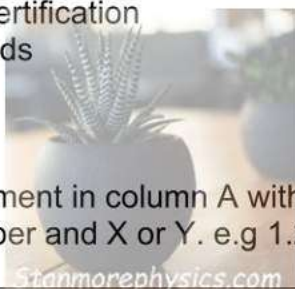 ertification
ds
ment in column A with
per and X or Y. e.g 1.
Stanmorephysics.com